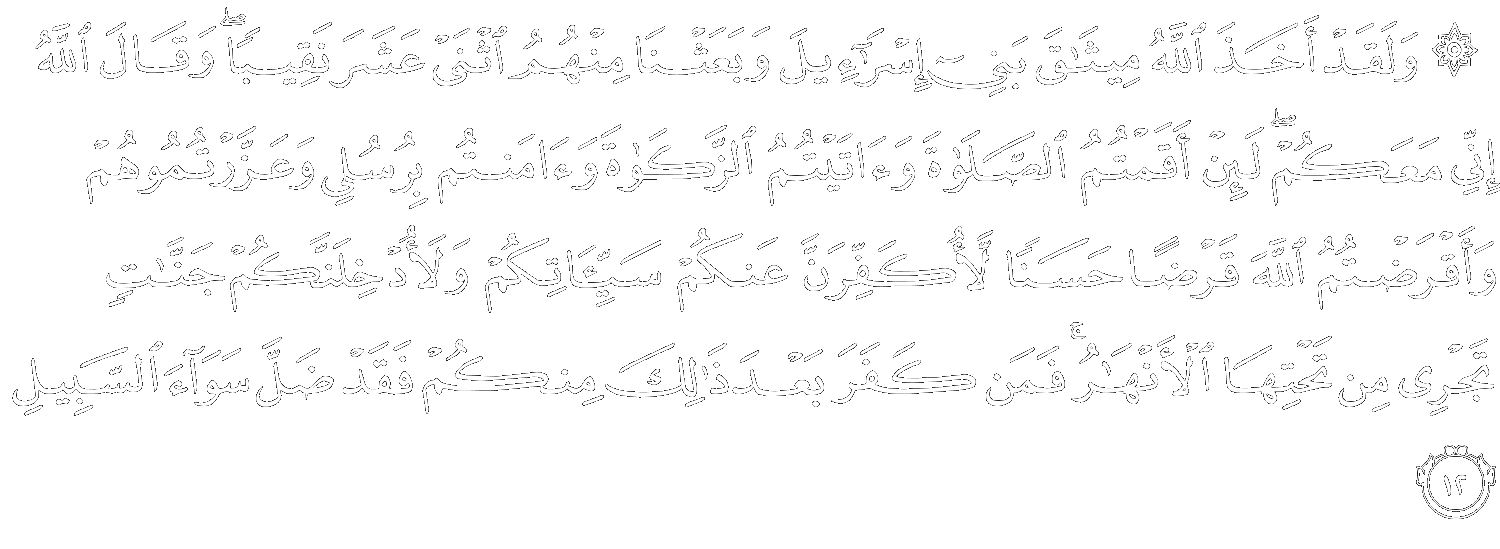 ۞ وَلَقَدْ أَخَذَ ٱللَّهُ مِيثَٰقَ بَنِىٓ إِسْرَٰٓءِيلَ وَبَعَثْنَا مِنْهُمُ ٱثْنَىْ عَشَرَ نَقِيبًا ۖ وَقَالَ ٱللَّهُ
إِنِّى مَعَكُمْ ۖ لَئِنْ أَقَمْتُمُ ٱلصَّلَوٰةَ وَءَاتَيْتُمُ ٱلزَّكَوٰةَ وَءَامَنتُم بِرُسُلِى وَعَزَّرْتُمُوهُمْ
وَأَقْرَضْتُمُ ٱللَّهَ قَرْضًا حَسَنًا لَّأُكَفِّرَنَّ عَنكُمْ سَيِّـَٔاتِكُمْ وَلَأُدْخِلَنَّكُمْ جَنَّٰتٍ
تَجْرِى مِن تَحْتِهَا ٱلْأَنْهَٰرُ ۚ فَمَن كَفَرَ بَعْدَ ذَٰلِكَ مِنكُمْ فَقَدْ ضَلَّ سَوَآءَ ٱلسَّبِيلِ
١٢